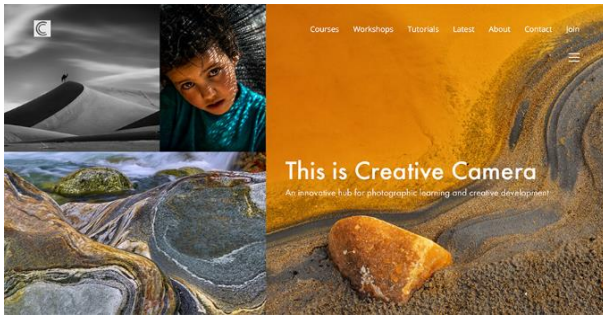 Courses Workshops Tutorials Latest About Contact Join
This is Creative Camera
An innovative hub for photographic learning and creative development